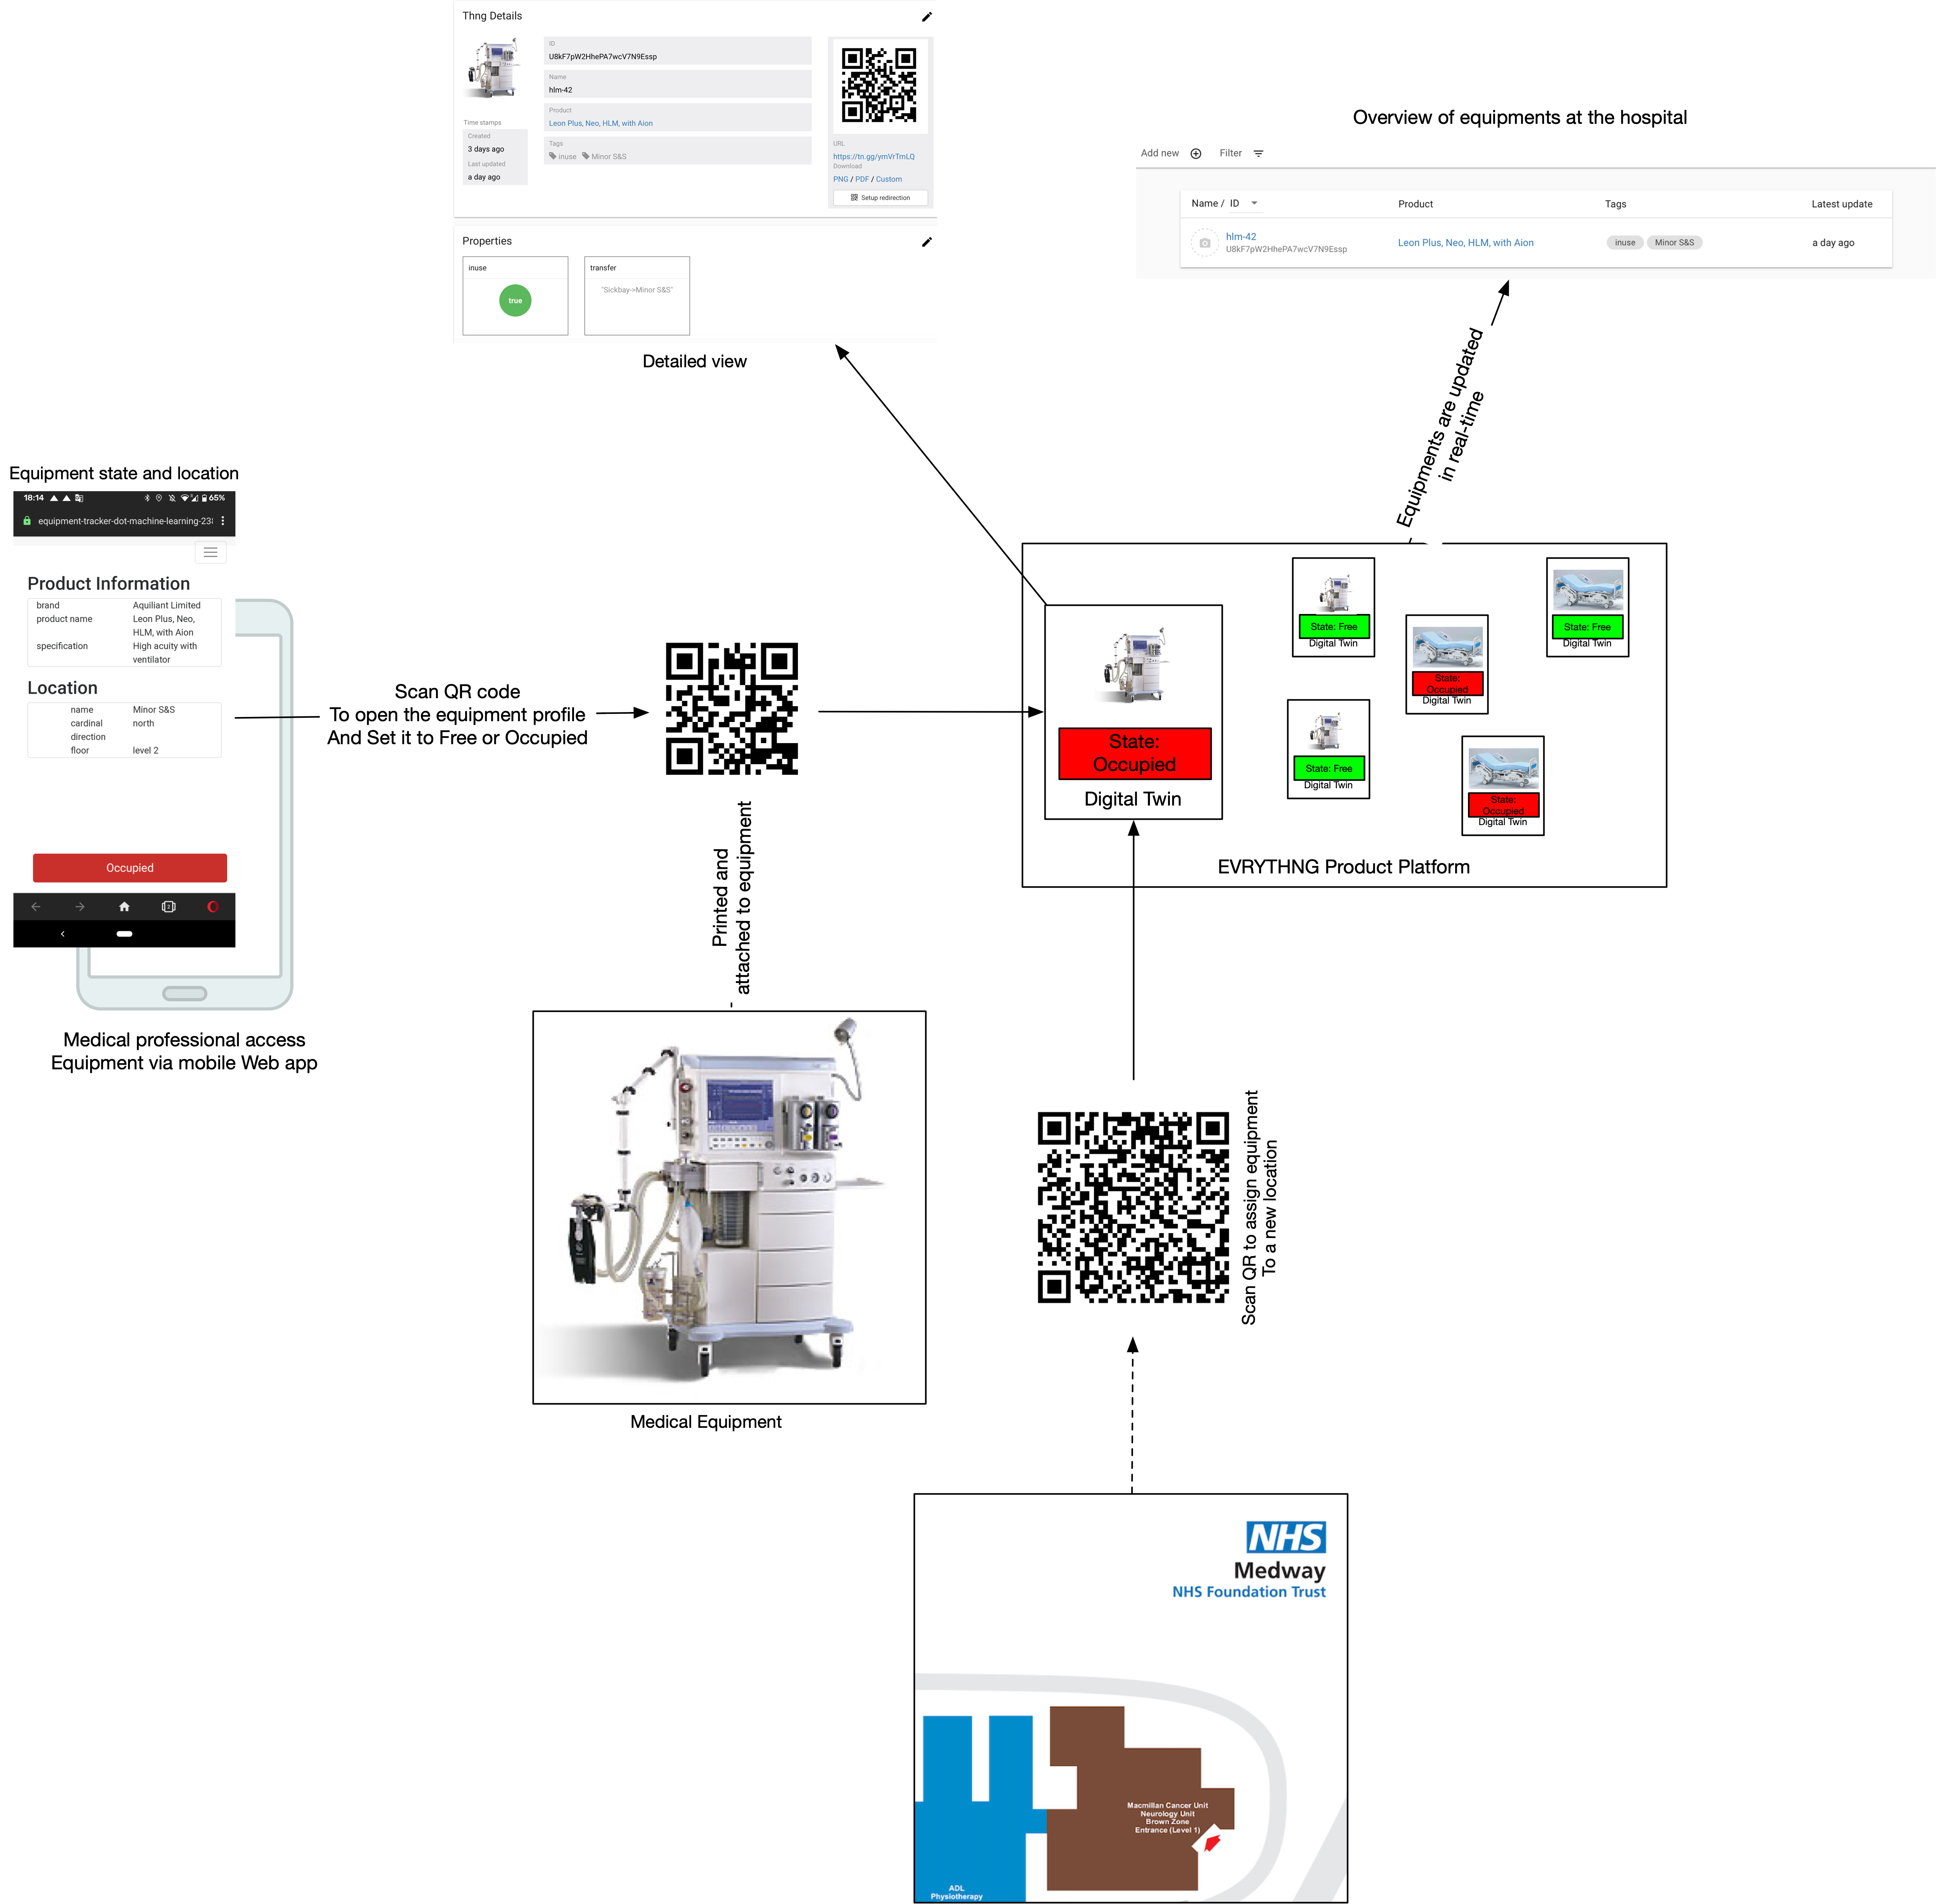 Thng Details
ID
U8kF7pW2HhePA7wcV7N9Essp
Name
hlm-42
Product
Leon Plus, Neo, HLM, with Aion
Tags
inuse Minor S&S
Time stamps
Created
3 days ago
Last updated
a day ago
URL
https://tn.gg/ymVrTmLQ
Download
PNG / PDF / Custom
Setup redirection
Properties
inuse
true
transfer
"Sickbay->Minor S&S"
Detailed view
Overview of equipments at the hospital
Add new Filter
Name / ID Product Tags Latest update
hlm-42
U8kF7pW2HhePA7wcV7N9Essp
Leon Plus, Neo, HLM, with Aion
inuse Minor S&S
a day ago
Equipments are updated
in real-time
Equipment state and location
18:14 65%
equipment-tracker-dot-machine-learning-23
Product Information
brand Aquiliant Limited
product name Leon Plus, Neo,
HLM, with Aion
specification High acuity with
ventilator
Location
name Minor S&S
cardinal north
direction
floor level 2
Occupied
2
Medical professional access
Equipment via mobile Web app
Scan QR code
To open the equipment profile
And Set it to Free or Occupied
Printed and
attached to equipment
Medical Equipment
State:
Occupied
Digital Twin
State: Free
Digital Twin
State:
Occupied
Digital Twin
State: Free
Digital Twin
State: Free
Digital Twin
State:
Occupied
Digital Twin
EVRYTHNG Product Platform
Scan QR to assign equipment
To a new location
NHS
Medway
NHS Foundation Trust
Macmillan Cancer Unit
Neurology Unit
Brown Zone
Entrance (Level 1)
ADL
Physiotherapy